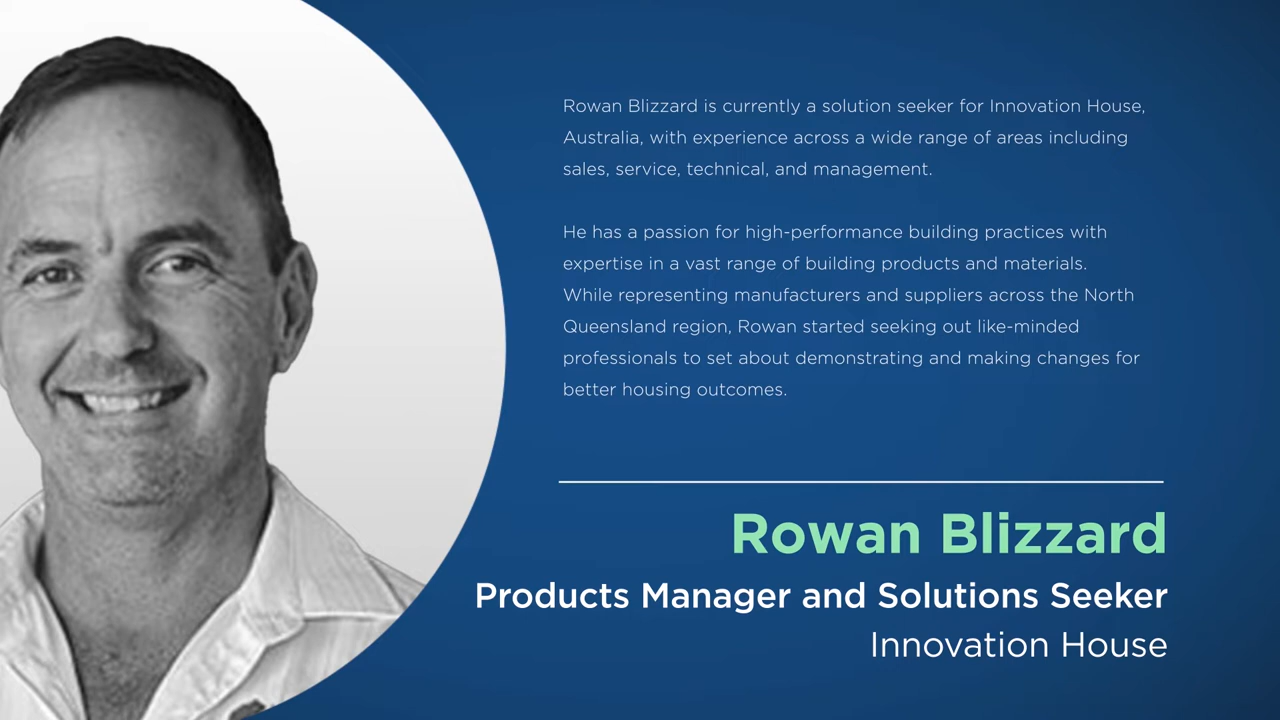 Rowan Blizzard is currently a solution seeker for Innovation House,
Australia, with experience across a wide range of areas including
sales, service, technical, and management.
He has a passion for high-performance building practices with
expertise in a vast range of building products and materials.
While representing manufacturers and suppliers across the North
Queensland region, Rowan started seeking out like-minded
professionals to set about demonstrating and making changes for
better housing outcomes.
Rowan Blizzard
Products Manager and Solutions Seeker
Innovation House